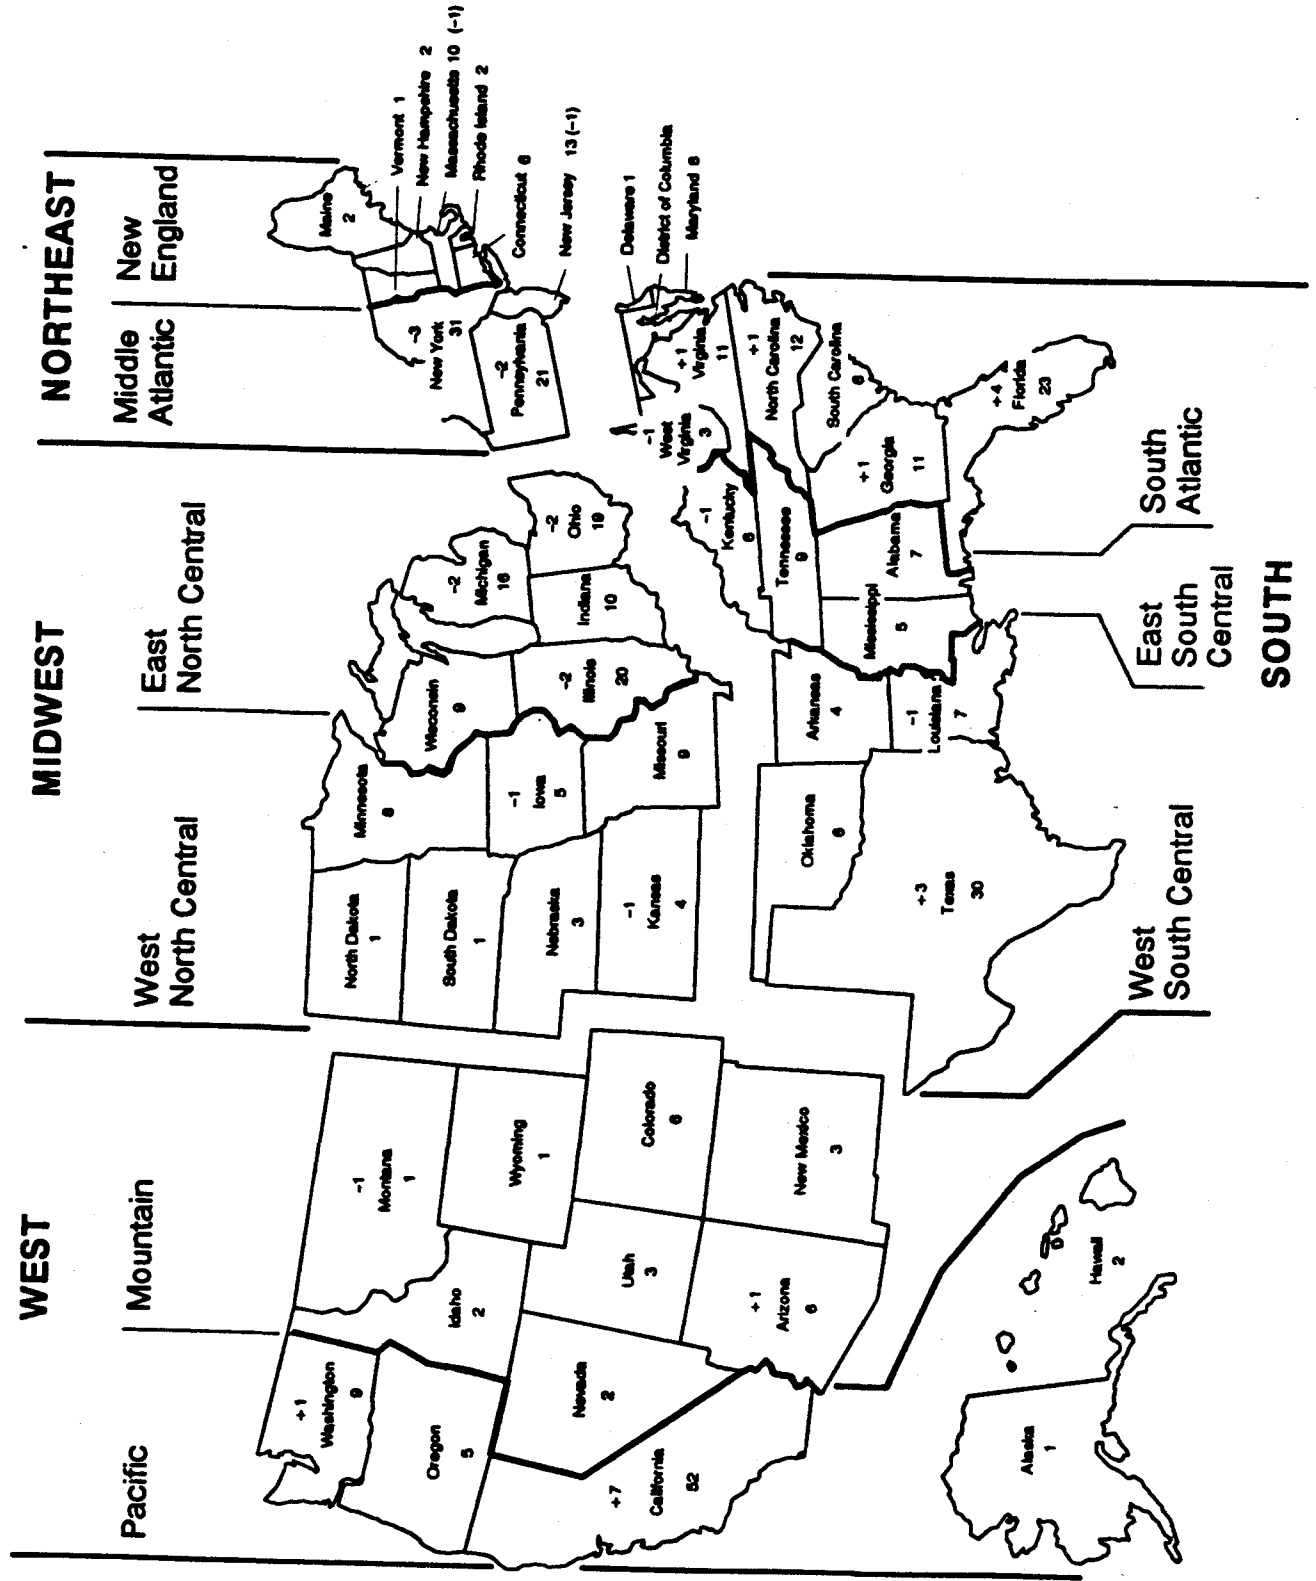 WEST
MIDWEST
NORTHEAST
Pacific
Mountain
West
North Central
East
North Central
Middle
Atlantic
New
England
+1
Washington
9
Oregon
5
+7
California
52
Nevada
2
Idaho
2
-1
Montana
1
Wyoming
1
Utah
3
Colorado
6
+1
Arizona
6
New Mexico
3
Alaska
1
Hawaii
2
North Dakota
1
South Dakota
1
Nebraska
3
-1
Kansas
4
Minnesota
8
-1
Iowa
5
Missouri
9
Wisconsin
9
-2
Illinois
20
-2
Michigan
16
Indiana
10
-2
Ohio
19
-3
New York
31
-2
Pennsylvania
21
Maine
2
Vermont 1
New Hampshire 2
Massachusetts 10 (-1)
Rhode Island 2
Connecticut 6
New Jersey 13 (-1)
Delaware 1
District of Columbia
Maryland 8
Oklahoma
6
+3
Texas
30
Arkansas
4
-1
Louisiana
7
-1
Kentucky
6
Tennessee
9
Mississippi
5
Alabama
7
-1
West
Virginia
3
+1
Virginia
11
+1
North Carolina
12
South Carolina
6
+1
Georgia
11
+4
Florida
23
West
South Central
East
South
Central
South
Atlantic
SOUTH